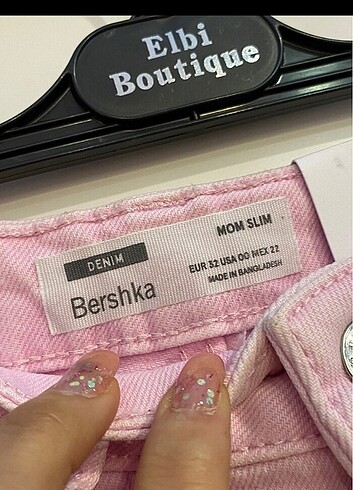 Elbi
Boutique
MOM SLIM
DENIM
EUR 32 USA 00 MEX 22
Bershka
MADE IN BANGLADESH